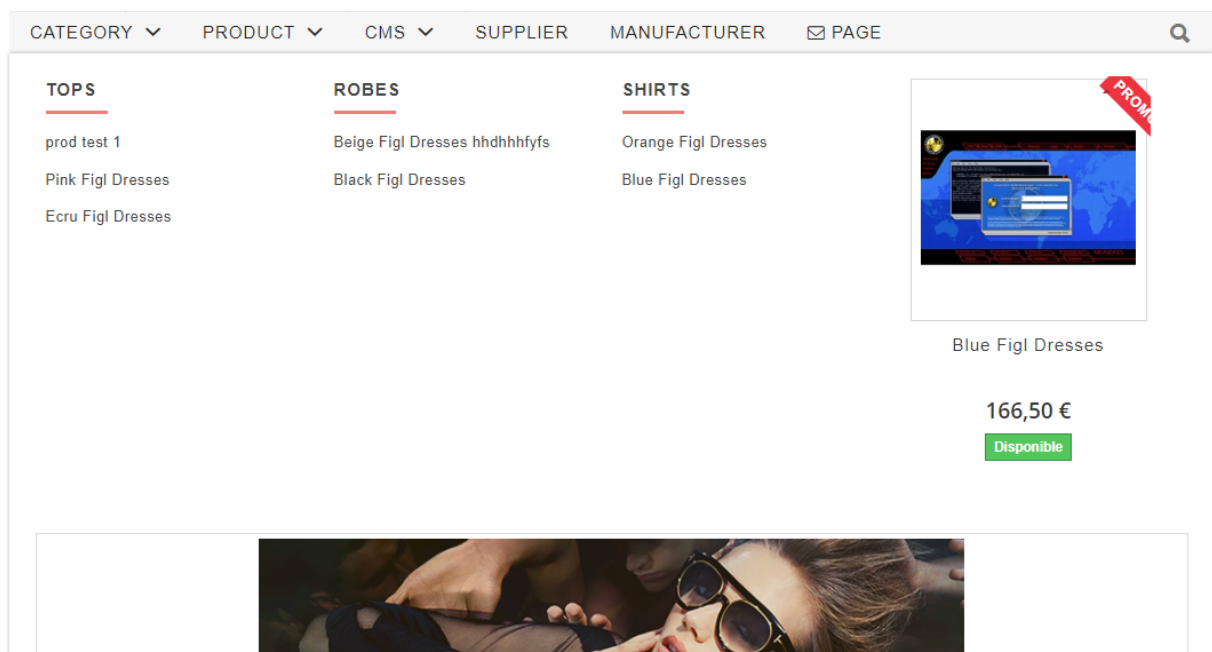 CATEGORY PRODUCT CMS SUPPLIER MANUFACTURER PAGE
TOPS
prod test 1
Pink Figl Dresses
Ecru Figl Dresses
ROBES
Beige Figl Dresses hhdhhhfyfs
Black Figl Dresses
SHIRTS
Orange Figl Dresses
Blue Figl Dresses
Blue Figl Dresses
166,50 €
Disponible